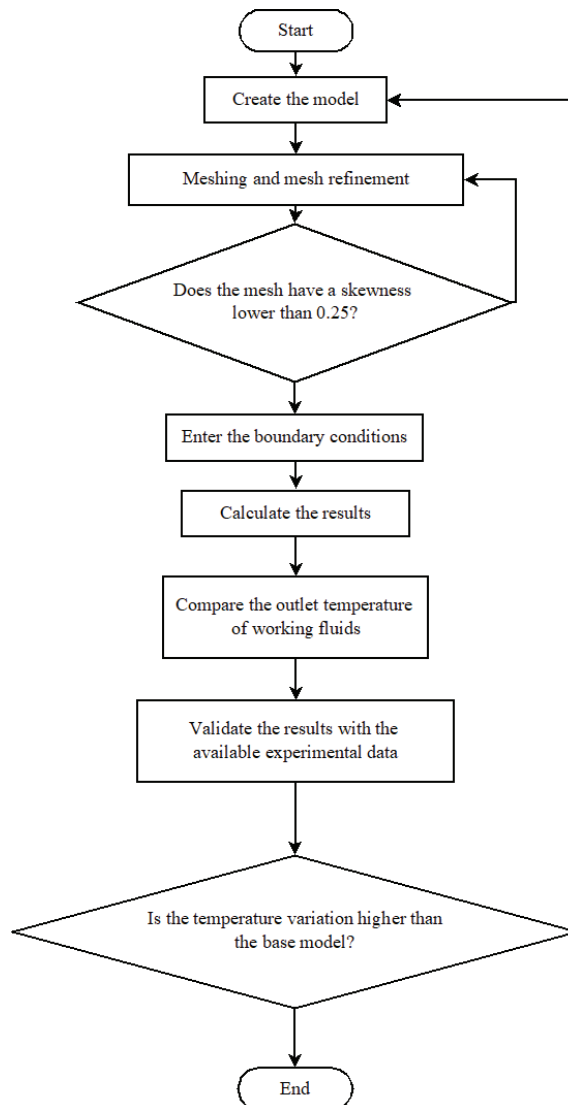 Start
Create the model
Meshing and mesh refinement
Does the mesh have a skewness
lower than 0.25?
Enter the boundary conditions
Calculate the results
Compare the outlet temperature
of working fluids
Validate the results with the
available experimental data
Is the temperature variation higher than
the base model?
End